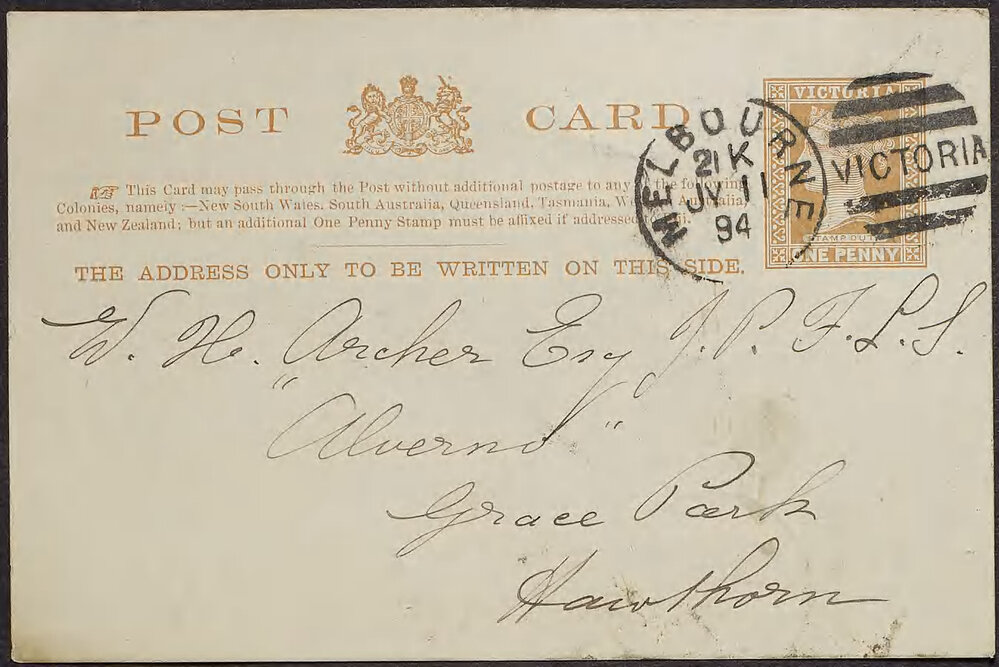 POST CARD
This Card may pass through the Post without additional postage to any the following
Colonies, namely :—New South Wales, South Australia, Queensland, Tasmania, W Australia,
and New Zealand; but an additional One Penny Stamp must be affixed if addressed
THE ADDRESS ONLY TO BE WRITTEN ON THIS SIDE.
VICTORIA
STAMP DUTY
ONE PENNY
MELBOURNE
21 K
JY 11
94
VICTORIA
W. H. Archer Esq J. P. F. L. S.
"Alverno"
Grace Park
Hawthorn